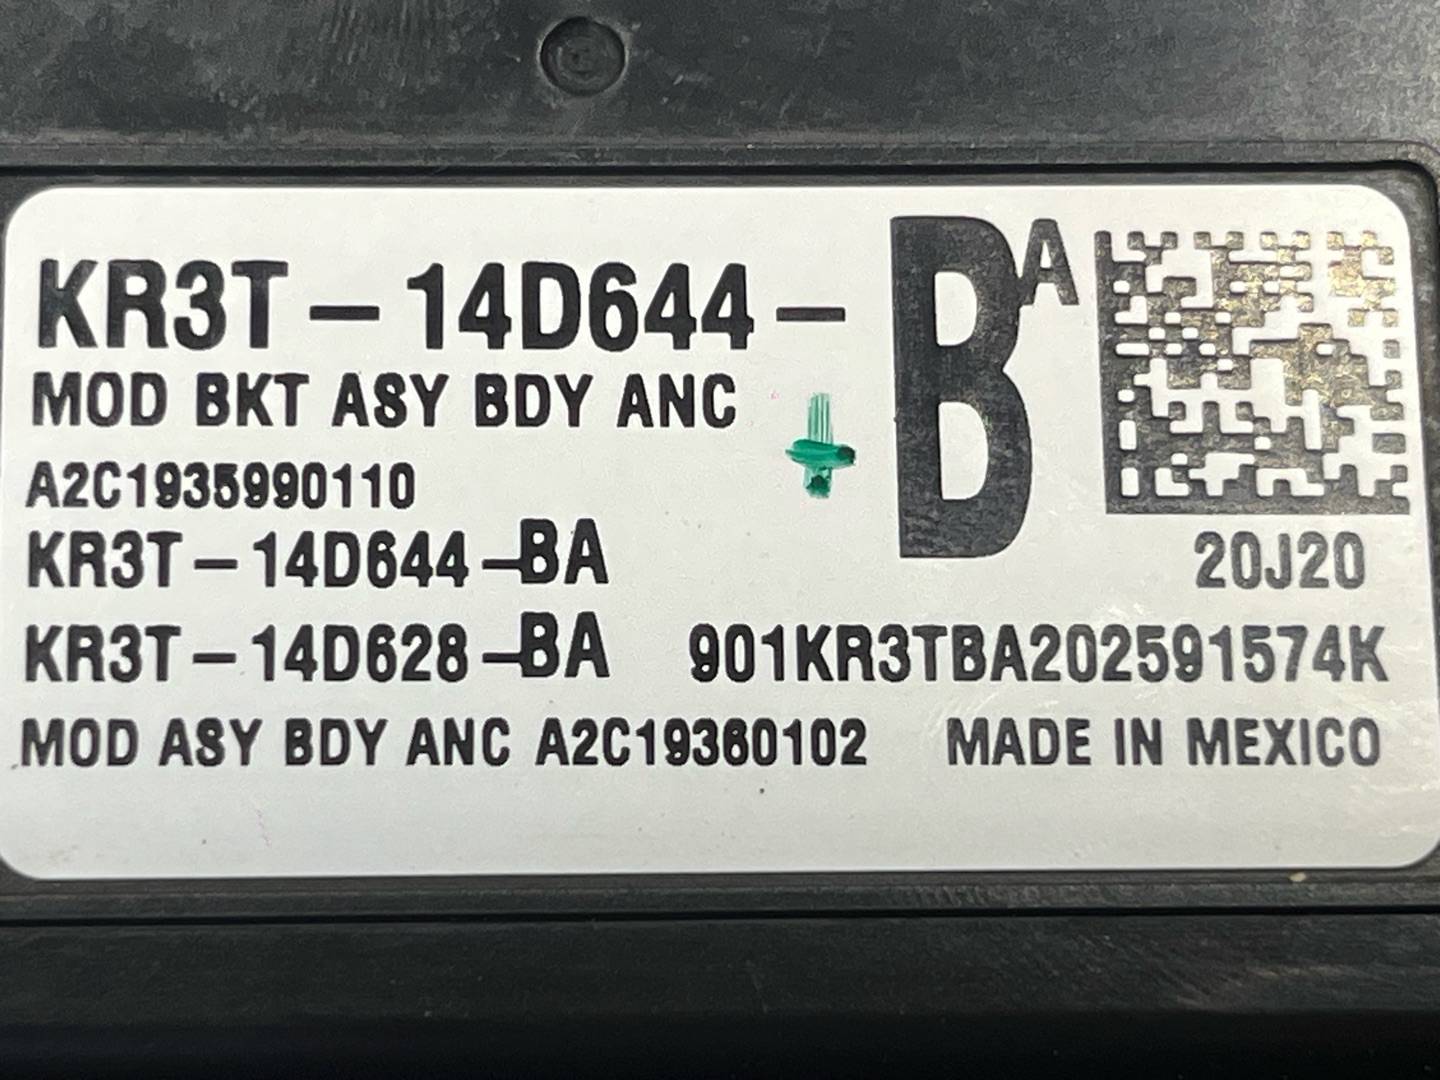 KR3T-14D644-BA
MOD BKT ASY BDY ANC
A2C1935990110
KR3T-14D644-BA
20J20
KR3T-14D628-BA 901KR3TBA202591574K
MOD ASY BDY ANC A2C19360102 MADE IN MEXICO